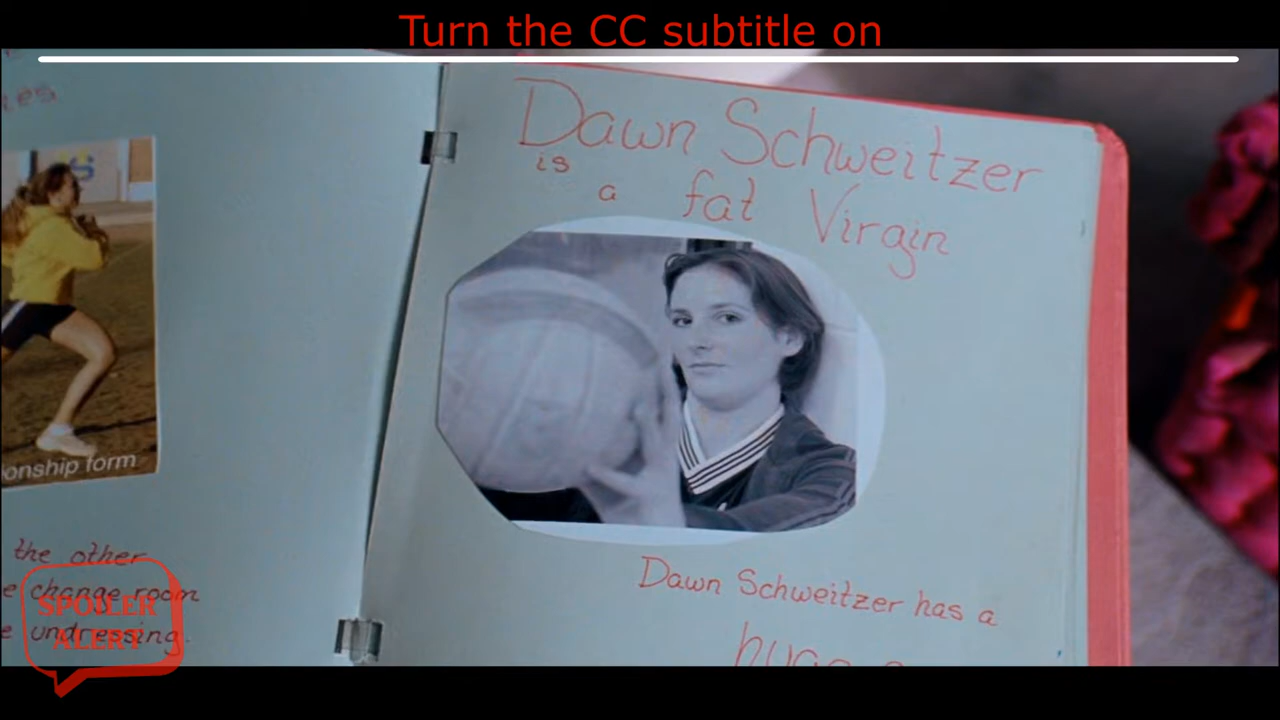 Turn the CC subtitle on
onship form
the other
change room
undressing.
Dawn Schweitzer
is
a fat Virgin
Dawn Schweitzer has a
SPOILER
ALERT